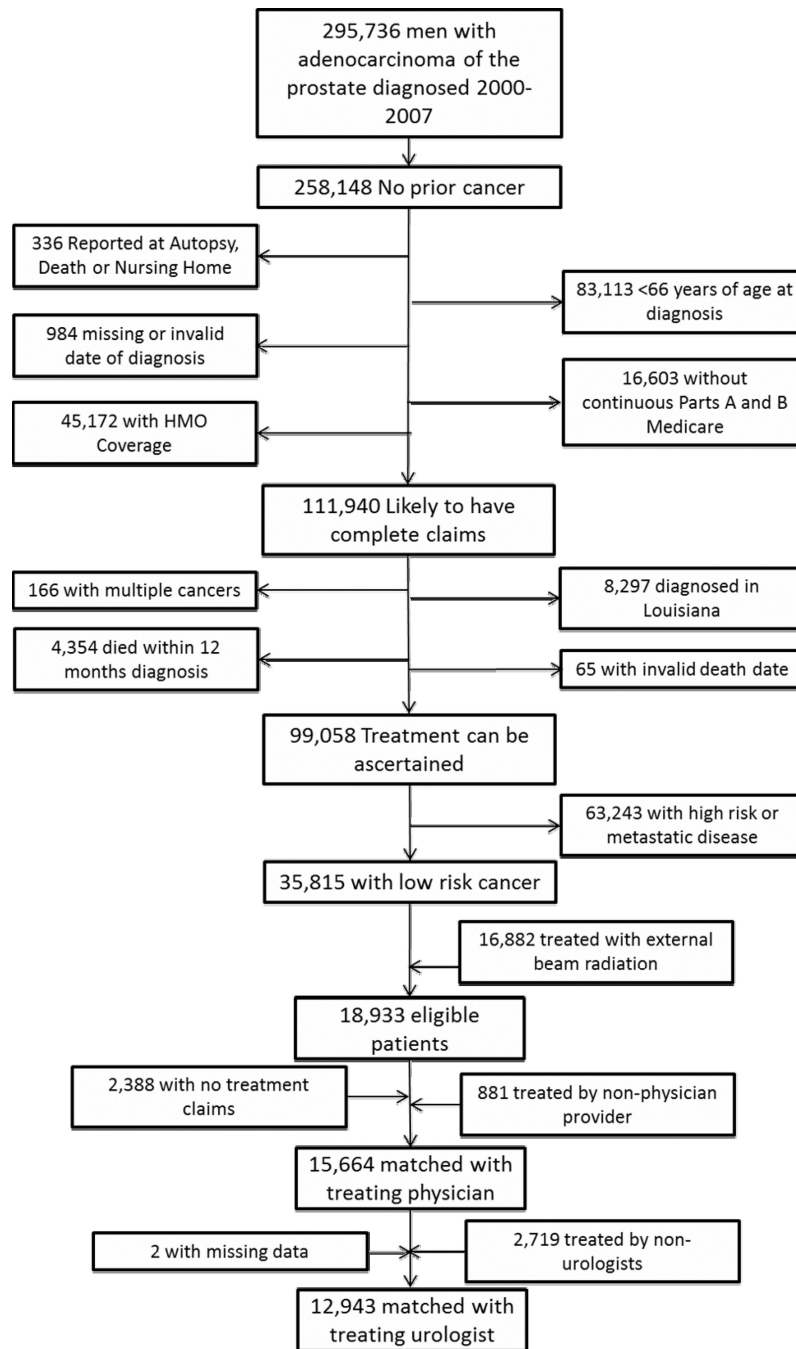 295,736 men with
adenocarcinoma of the
prostate diagnosed 2000-
2007
258,148 No prior cancer
336 Reported at Autopsy,
Death or Nursing Home
83,113 <66 years of age at
diagnosis
984 missing or invalid
date of diagnosis
16,603 without
continuous Parts A and B
Medicare
45,172 with HMO
Coverage
111,940 Likely to have
complete claims
166 with multiple cancers
8,297 diagnosed in
Louisiana
4,354 died within 12
months diagnosis
65 with invalid death date
99,058 Treatment can be
ascertained
63,243 with high risk or
metastatic disease
35,815 with low risk cancer
16,882 treated with external
beam radiation
18,933 eligible
patients
2,388 with no treatment
claims
881 treated by non-physician
provider
15,664 matched with
treating physician
2 with missing data
2,719 treated by non-
urologists
12,943 matched with
treating urologist